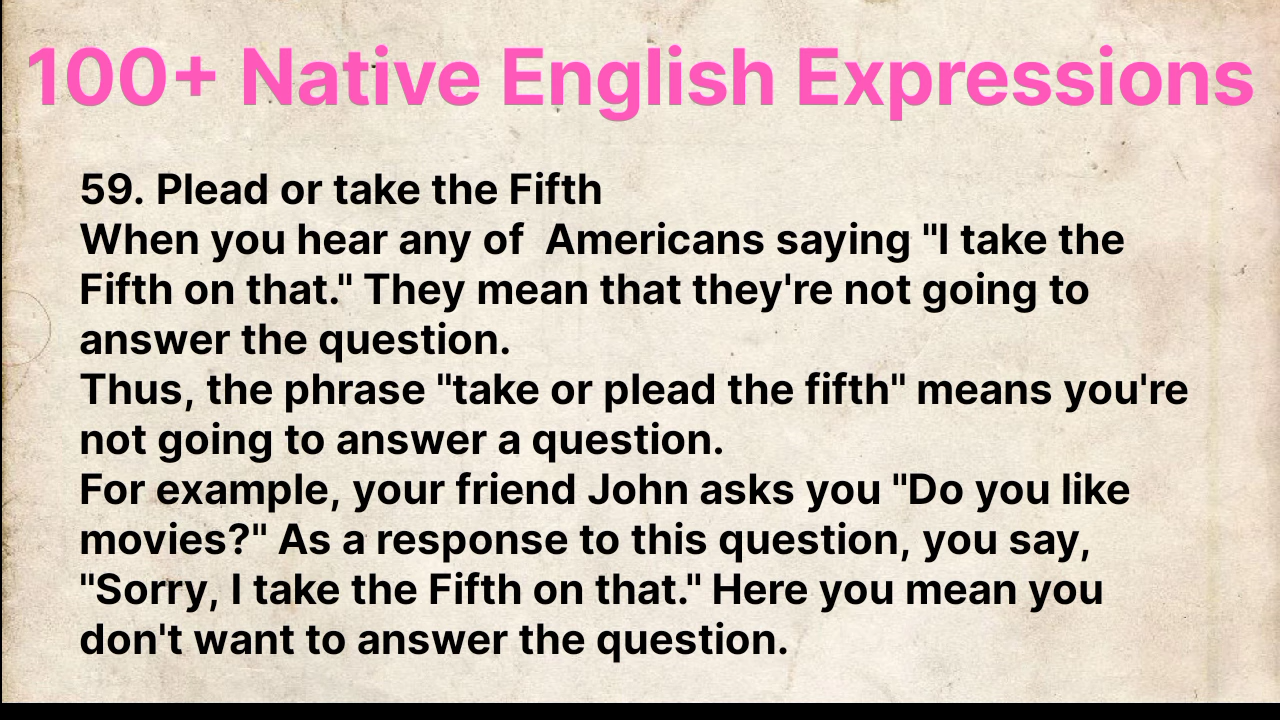 100+ Native English Expressions
59. Plead or take the Fifth
When you hear any of  Americans saying "I take the
Fifth on that." They mean that they're not going to
answer the question.
Thus, the phrase "take or plead the fifth" means you're
not going to answer a question.
For example, your friend John asks you "Do you like
movies?" As a response to this question, you say,
"Sorry, I take the Fifth on that." Here you mean you
don't want to answer the question.